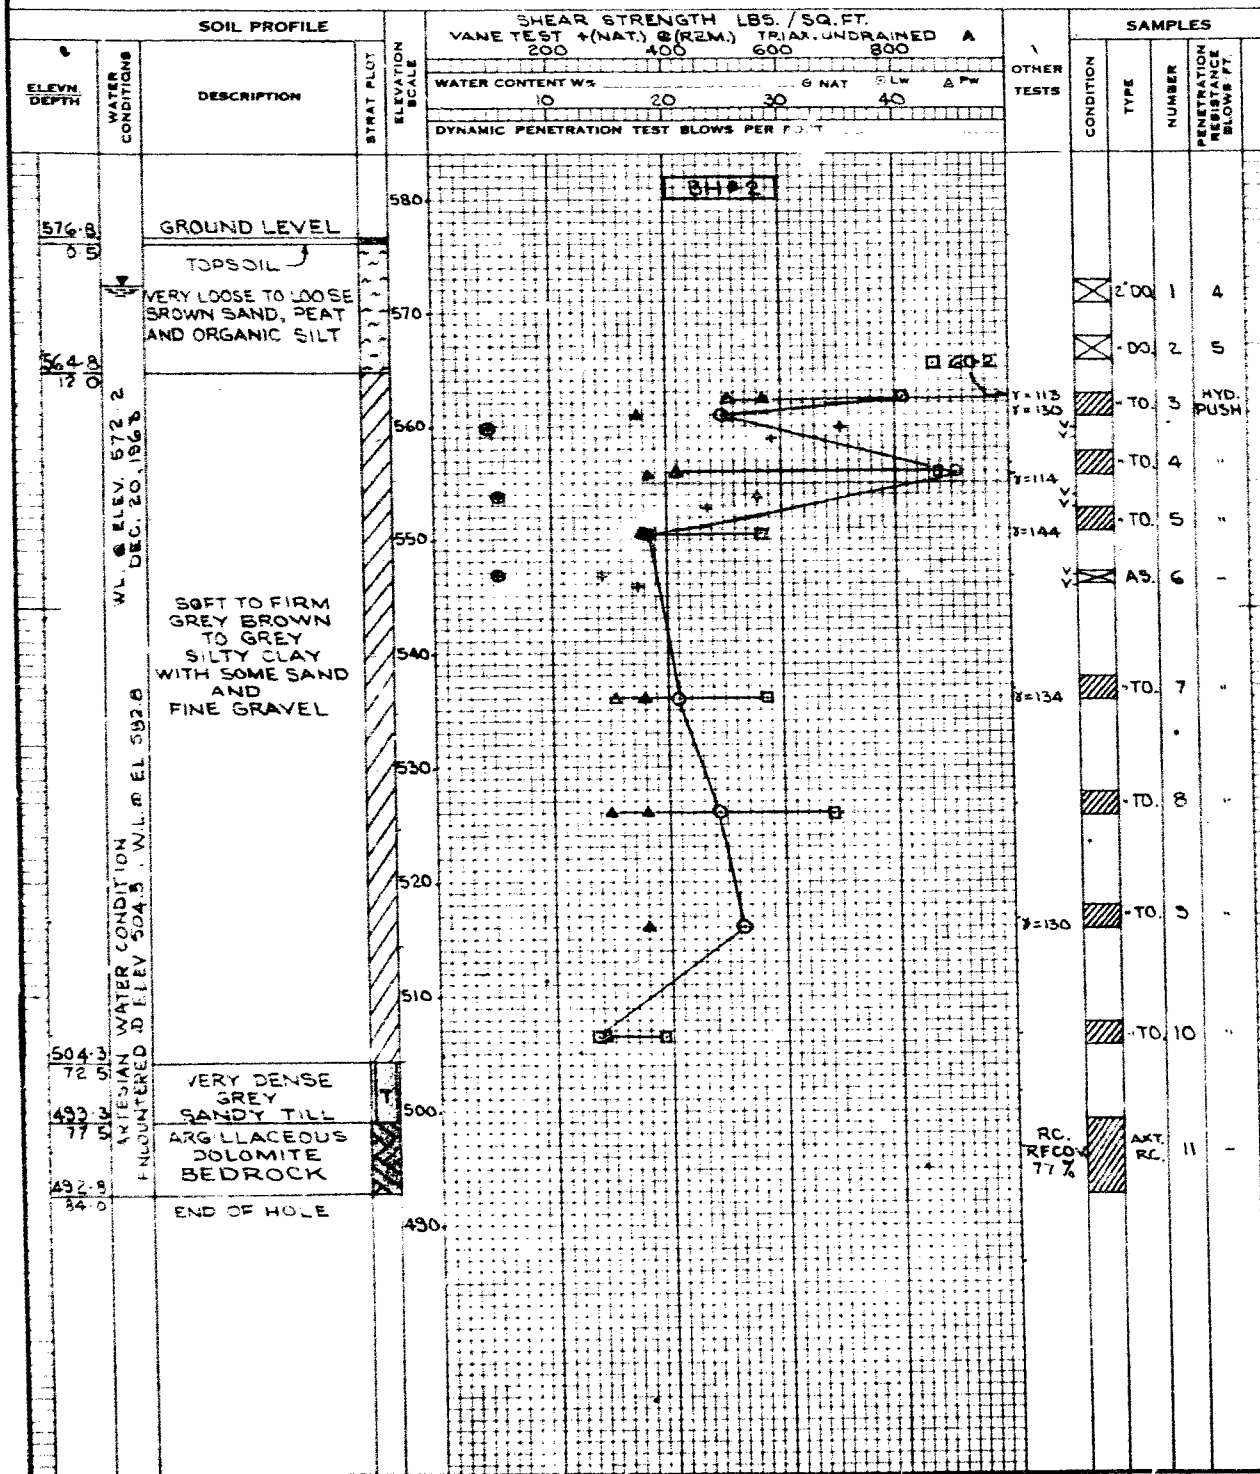 SOIL PROFILE
SHEAR STRENGTH LBS. / SQ. FT.
VANE TEST +(NAT.) ⊕(REM.) TRIAX. UNDRAINED ▲
200 400 600 800
SAMPLES
ELEVN. DEPTH
WATER CONDITIONS
DESCRIPTION
STRAT PLOT
ELEVATION SCALE
WATER CONTENT W% ⊙ NAT ⊡ LW △ PW
10 20 30 40
DYNAMIC PENETRATION TEST BLOWS PER FOOT
OTHER TESTS
CONDITION
TYPE
NUMBER
PENETRATION RESISTANCE BLOWS/FT.
BH#2
580
576.8 GROUND LEVEL
0.5
TOPSOIL
VERY LOOSE TO LOOSE
BROWN SAND, PEAT
AND ORGANIC SILT
2" DO 1 4
570
" DO. 2 5
564.8
12.0
60.2
γ=113
γ=130
" TO. 3 HYD. PUSH
560
" TO. 4 "
γ=114
" TO. 5 "
550
γ=144
AS. 6 -
WL. @ ELEV. 572.2
DEC. 20, 1968
SOFT TO FIRM
GREY BROWN
TO GREY
SILTY CLAY
WITH SOME SAND
AND
FINE GRAVEL
540
γ=134
" TO. 7 "
530
" TO. 8 "
520
γ=130
" TO. 9 "
510
" TO. 10 "
ARTESIAN WATER CONDITION
ENCOUNTERED @ ELEV 504.3, W.L. @ EL 582.8
504.3
72.5
VERY DENSE
GREY
SANDY TILL
500
77.5
ARGILLACEOUS
DOLOMITE
BEDROCK
RC.
RECOV
77%
AXT. RC. 11 -
492.8
84.0
END OF HOLE
490